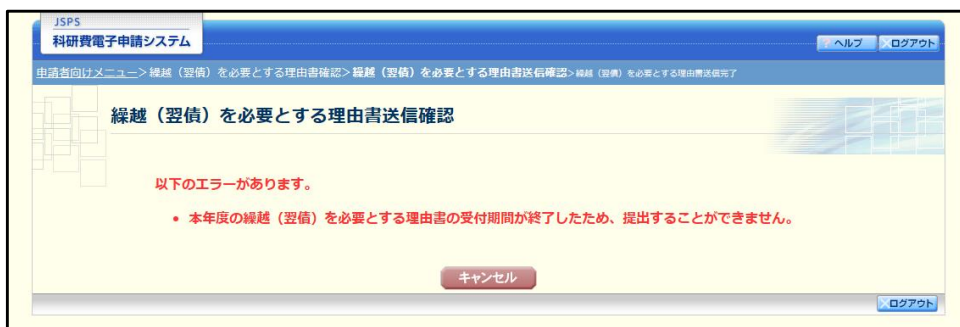 JSPS
科研費電子申請システム
ヘルプ ログアウト
申請者向けメニュー>繰越（翌債）を必要とする理由書確認>繰越（翌債）を必要とする理由書送信確認>繰越（翌債）を必要とする理由書送信完了
繰越（翌債）を必要とする理由書送信確認
以下のエラーがあります。
• 本年度の繰越（翌債）を必要とする理由書の受付期間が終了したため、提出することができません。
キャンセル
ログアウト